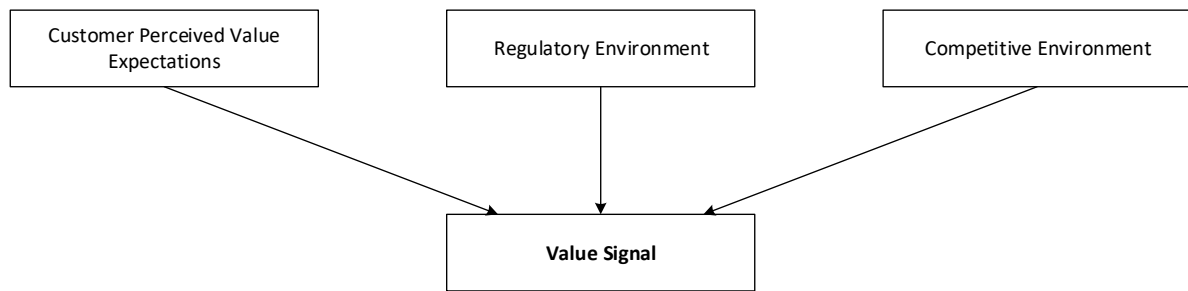 Customer Perceived Value
Expectations
Regulatory Environment
Competitive Environment
Value Signal